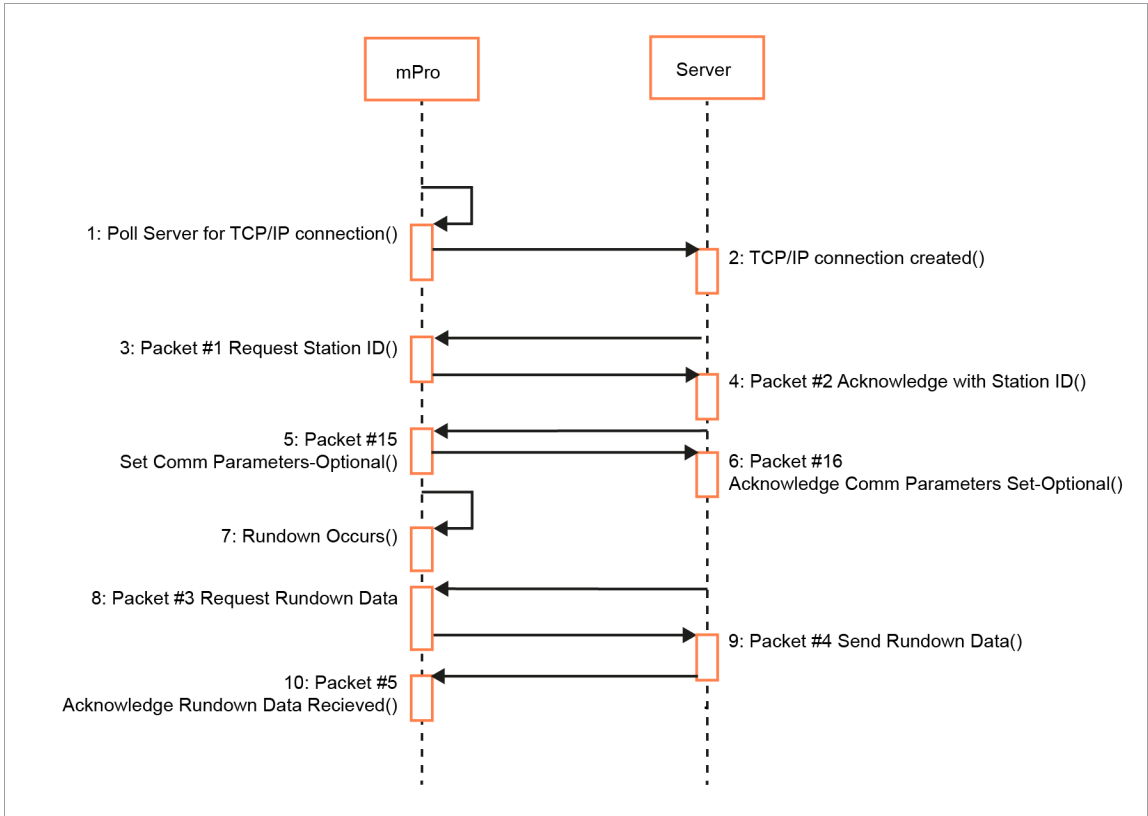 mPro
Server
1: Poll Server for TCP/IP connection()
2: TCP/IP connection created()
3: Packet #1 Request Station ID()
4: Packet #2 Acknowledge with Station ID()
5: Packet #15
Set Comm Parameters-Optional()
6: Packet #16
Acknowledge Comm Parameters Set-Optional()
7: Rundown Occurs()
8: Packet #3 Request Rundown Data
9: Packet #4 Send Rundown Data()
10: Packet #5
Acknowledge Rundown Data Recieved()